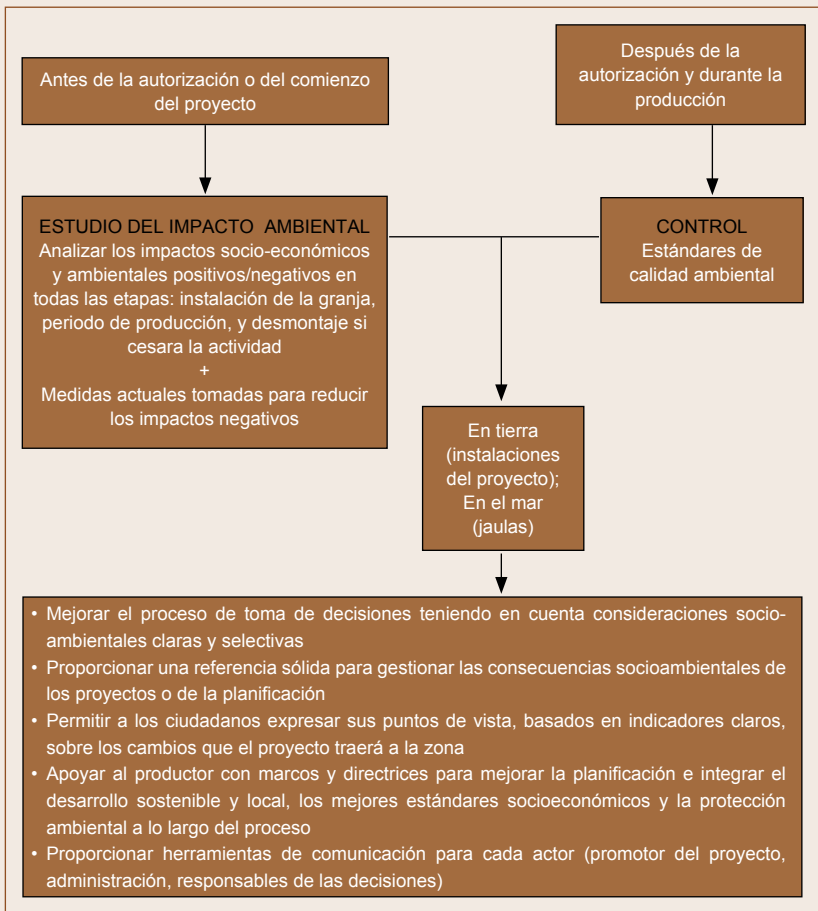 Antes de la autorización o del comienzo
del proyecto
Después de la
autorización y durante la
producción
ESTUDIO DEL IMPACTO AMBIENTAL
Analizar los impactos socio-económicos
y ambientales positivos/negativos en
todas las etapas: instalación de la granja,
periodo de producción, y desmontaje si
cesara la actividad
+
Medidas actuales tomadas para reducir
los impactos negativos
CONTROL
Estándares de
calidad ambiental
En tierra
(instalaciones
del proyecto);
En el mar
(jaulas)
• Mejorar el proceso de toma de decisiones teniendo en cuenta consideraciones socio-
ambientales claras y selectivas
• Proporcionar una referencia sólida para gestionar las consecuencias socioambientales de
los proyectos o de la planificación
• Permitir a los ciudadanos expresar sus puntos de vista, basados en indicadores claros,
sobre los cambios que el proyecto traerá a la zona
• Apoyar al productor con marcos y directrices para mejorar la planificación e integrar el
desarrollo sostenible y local, los mejores estándares socioeconómicos y la protección
ambiental a lo largo del proceso
• Proporcionar herramientas de comunicación para cada actor (promotor del proyecto,
administración, responsables de las decisiones)